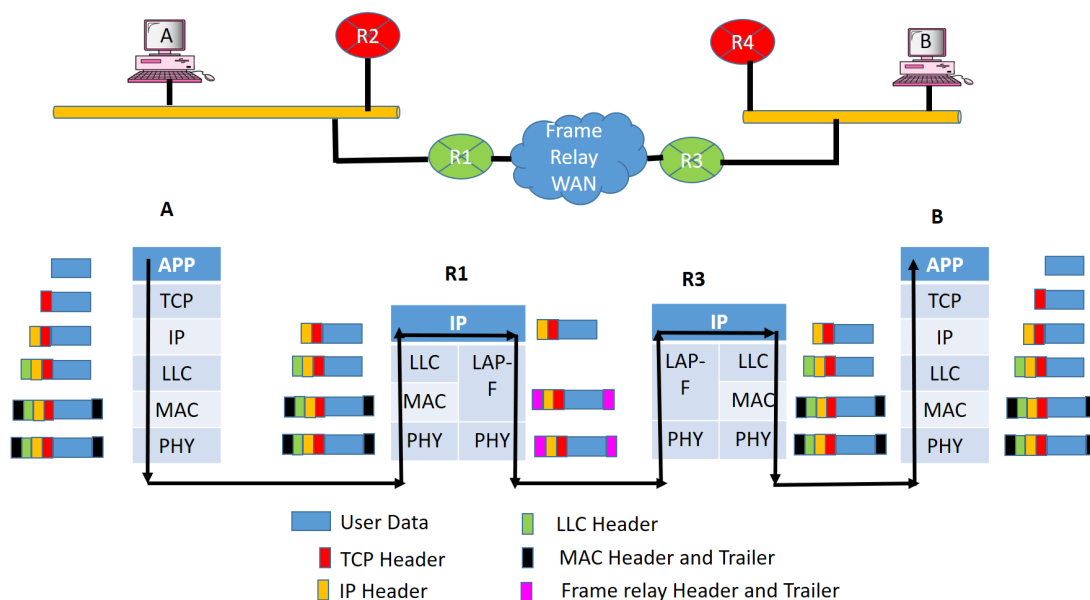 A
R2
R4
B
R1
Frame
Relay
WAN
R3
A
B
R1
R3
APP
TCP
IP
LLC
MAC
PHY
IP
LLC
LAP-
F
MAC
PHY
PHY
IP
LAP-
F
LLC
MAC
PHY
PHY
APP
TCP
IP
LLC
MAC
PHY
User Data
LLC Header
TCP Header
MAC Header and Trailer
IP Header
Frame relay Header and Trailer